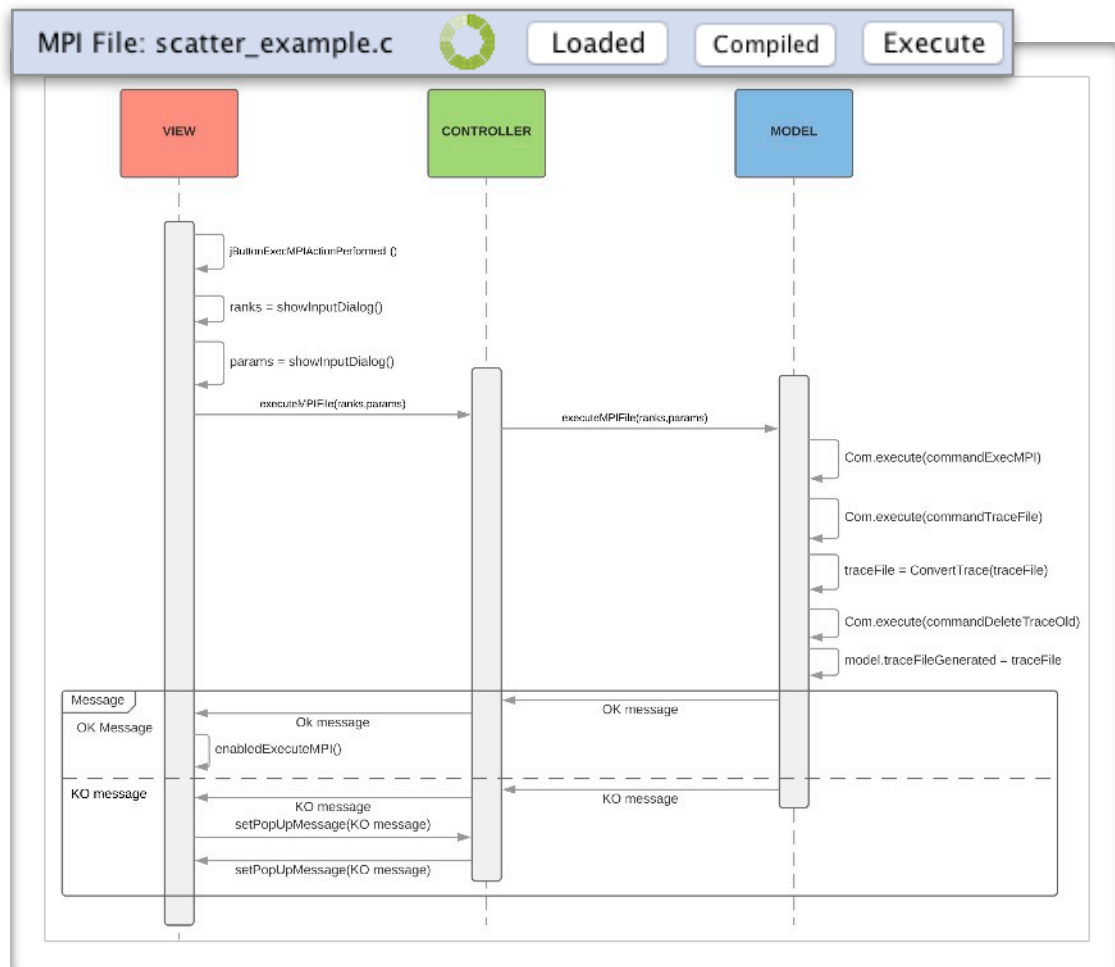 MPI File: scatter_example.c
Loaded
Compiled
Execute
VIEW
CONTROLLER
MODEL
jButtonExecMPIActionPerformed ()
ranks = showInputDialog()
params = showInputDialog()
executeMPIFile(ranks,params)
executeMPIFile(ranks,params)
Com.execute(commandExecMPI)
Com.execute(commandTraceFile)
traceFile = ConvertTrace(traceFile)
Com.execute(commandDeleteTraceOld)
model.traceFileGenerated = traceFile
Message
OK message
Ok message
OK Message
enabledExecuteMPI()
KO message
KO message
KO message
setPopUpMessage(KO message)
setPopUpMessage(KO message)